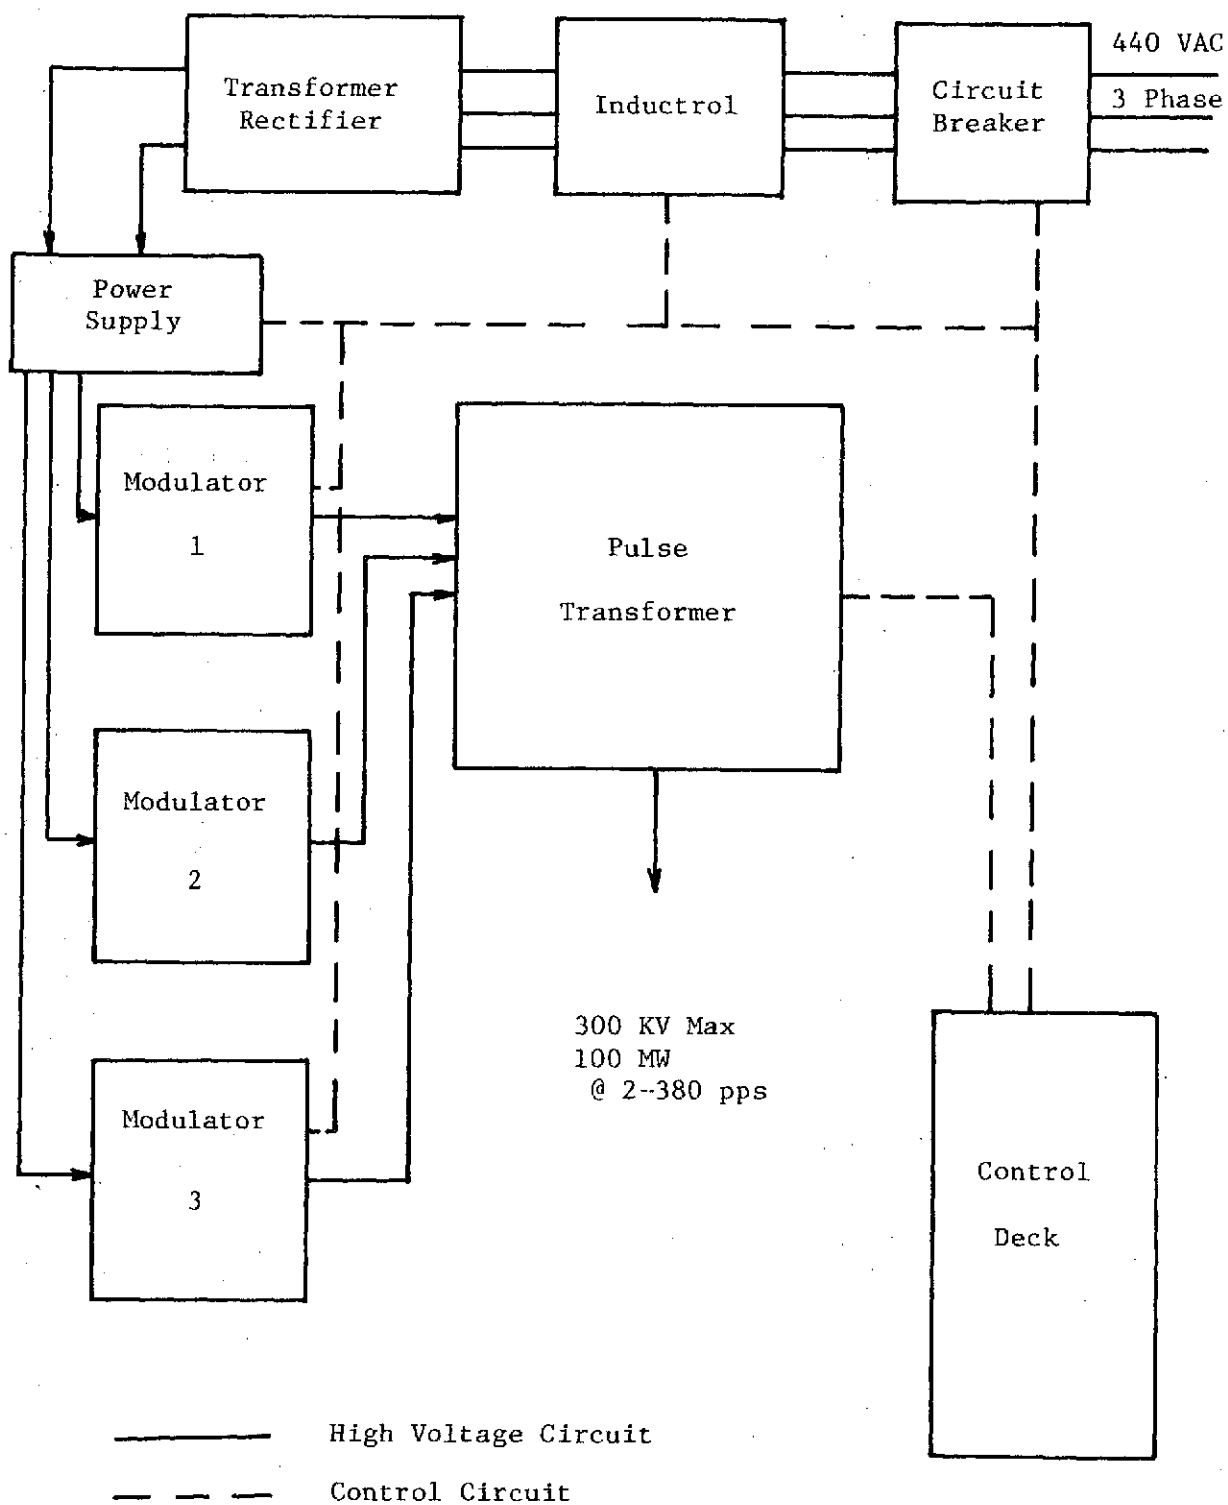 440 VAC
3 Phase
Transformer
Rectifier
Inductrol
Circuit
Breaker
Power
Supply
Modulator
1
Pulse
Transformer
Modulator
2
300 KV Max
100 MW
@ 2--380 pps
Modulator
3
Control
Deck
High Voltage Circuit
Control Circuit